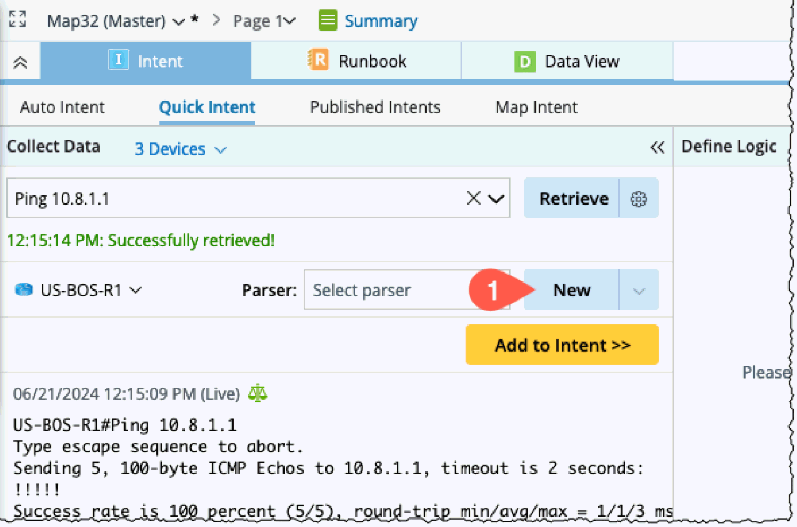 Map32 (Master) * > Page 1 Summary
I Intent R Runbook D Data View
Auto Intent Quick Intent Published Intents Map Intent
Collect Data 3 Devices << Define Logic
Ping 10.8.1.1 Retrieve
12:15:14 PM: Successfully retrieved!
US-BOS-R1 Parser: Select parser 1 New
Add to Intent >>
Please
06/21/2024 12:15:09 PM (Live)
US-BOS-R1#Ping 10.8.1.1
Type escape sequence to abort.
Sending 5, 100-byte ICMP Echos to 10.8.1.1, timeout is 2 seconds:
!!!!!
Success rate is 100 percent (5/5), round-trip min/avg/max = 1/1/3 ms